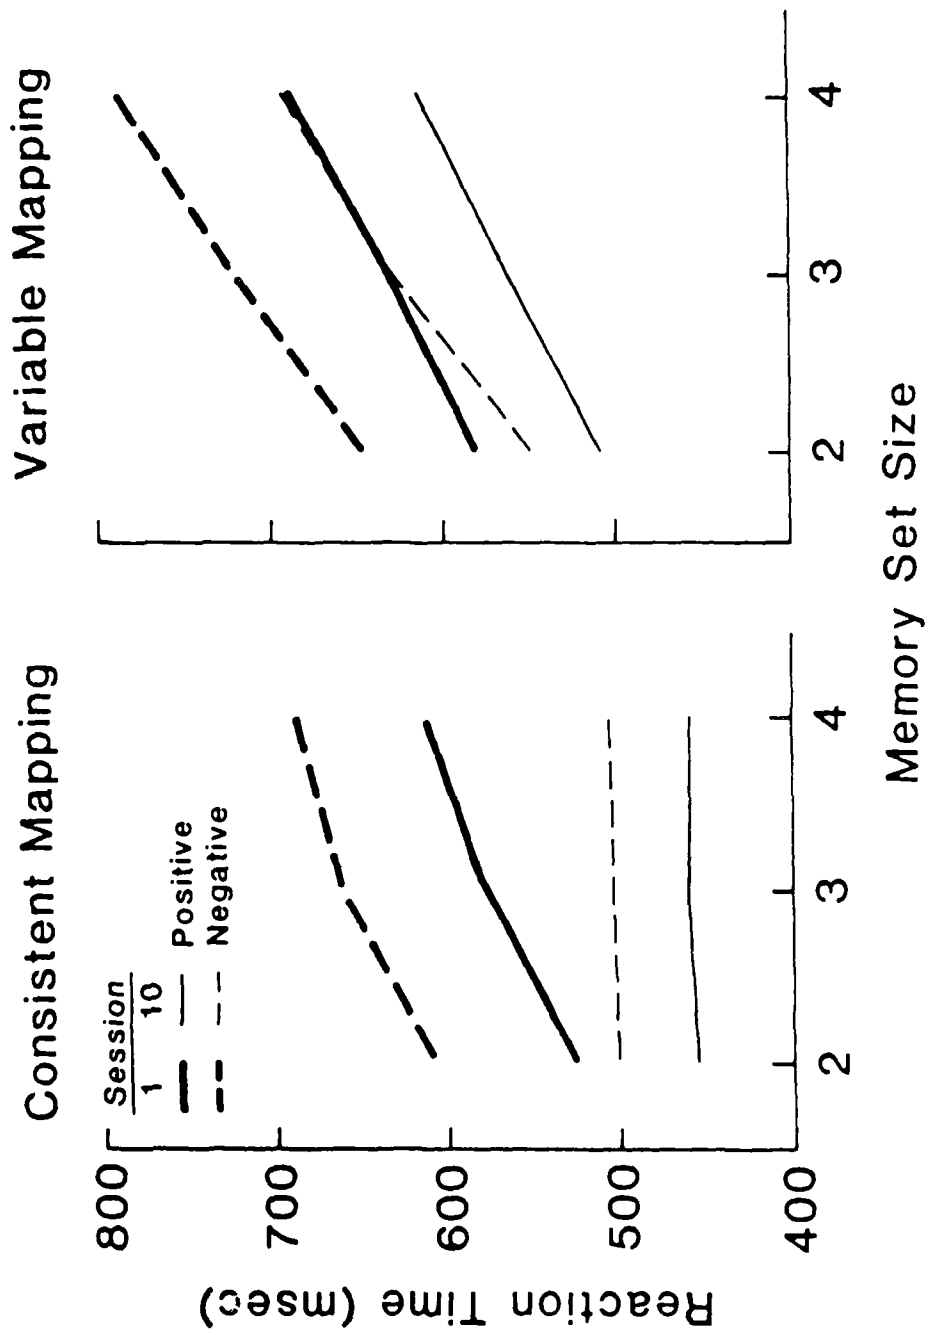 Consistent Mapping
Variable Mapping
Session
1 10
Positive
Negative
800
700
600
500
400
Reaction Time (msec)
2 3 4
2 3 4
Memory Set Size